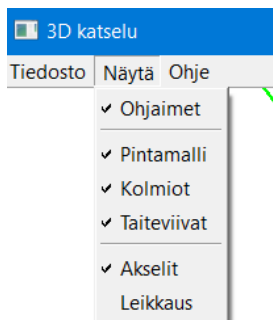 3D katselu
Tiedosto Näytä Ohje
Ohjaimet
Pintamalli
Kolmiot
Taiteviivat
Akselit
Leikkaus